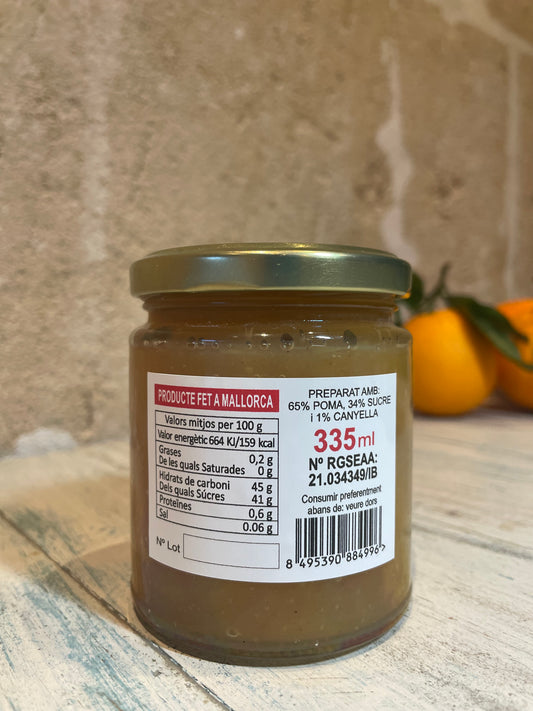 PRODUCTE FET A MALLORCA
Valors mitjos per 100 g
Valor energètic 664 KJ/159 kcal
Grases 0,2 g
De les quals Saturades 0 g
Hidrats de carboni 45 g
Dels quals Súcres 41 g
Proteïnes 0,6 g
Sal 0.06 g
Nº Lot
PREPARAT AMB:
65% POMA, 34% SUCRE
i 1% CANYELLA
335ml
Nº RGSEAA:
21.034349/IB
Consumir preferentment
abans de: veure dors
8 495390 884996 >